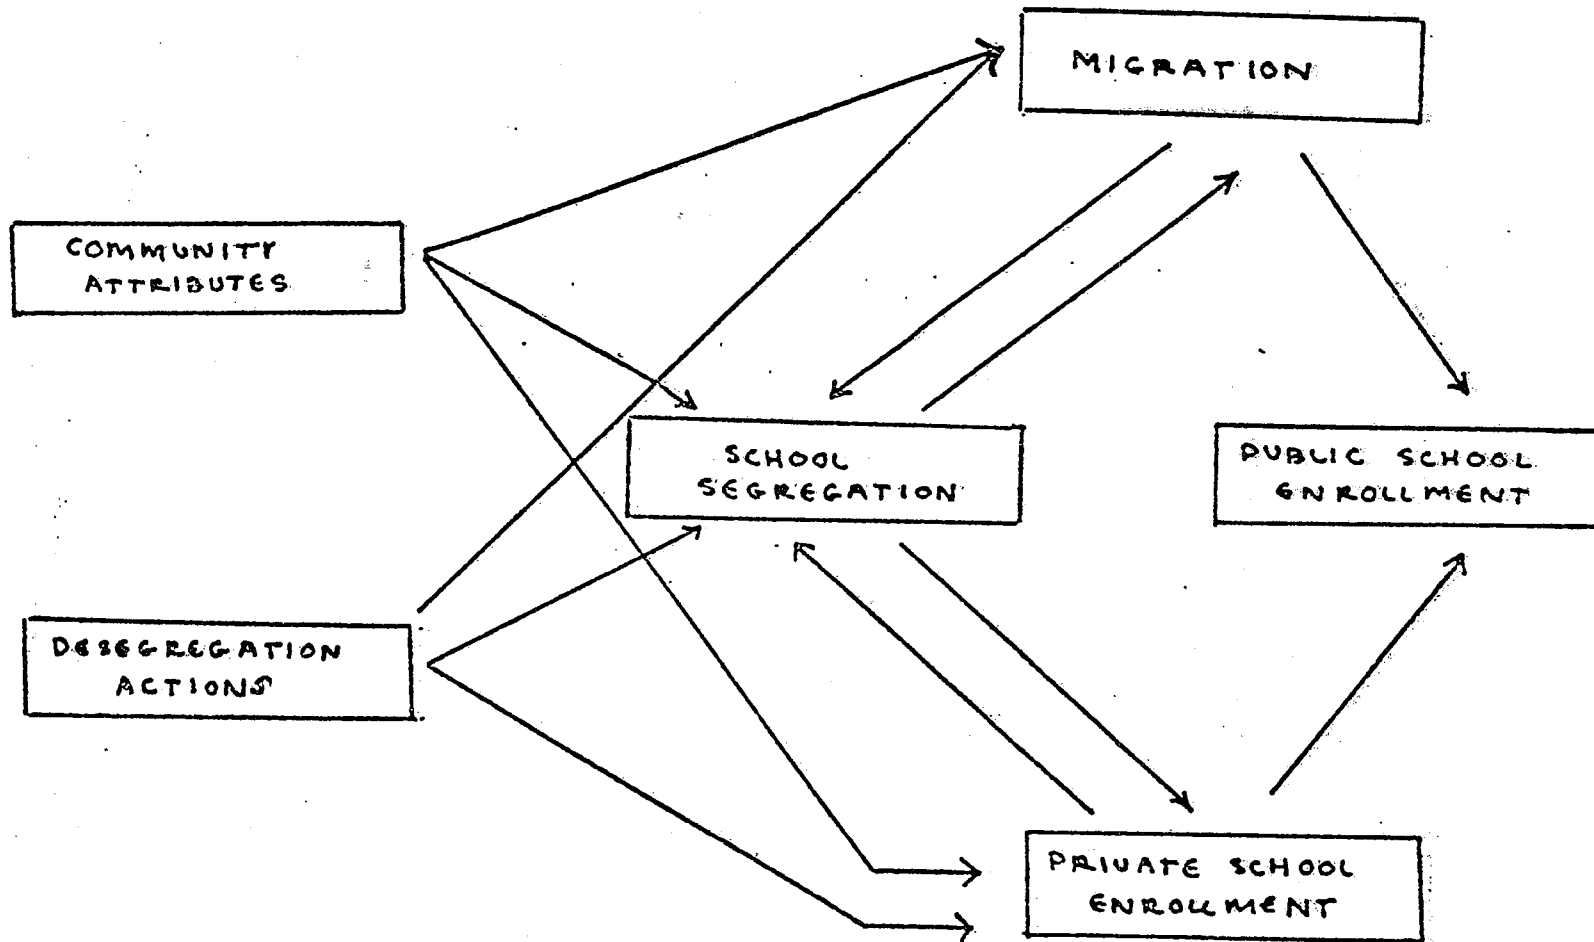 MIGRATION
COMMUNITY
ATTRIBUTES
SCHOOL
SEGREGATION
PUBLIC SCHOOL
ENROLLMENT
DESEGREGATION
ACTIONS
PRIVATE SCHOOL
ENROLLMENT